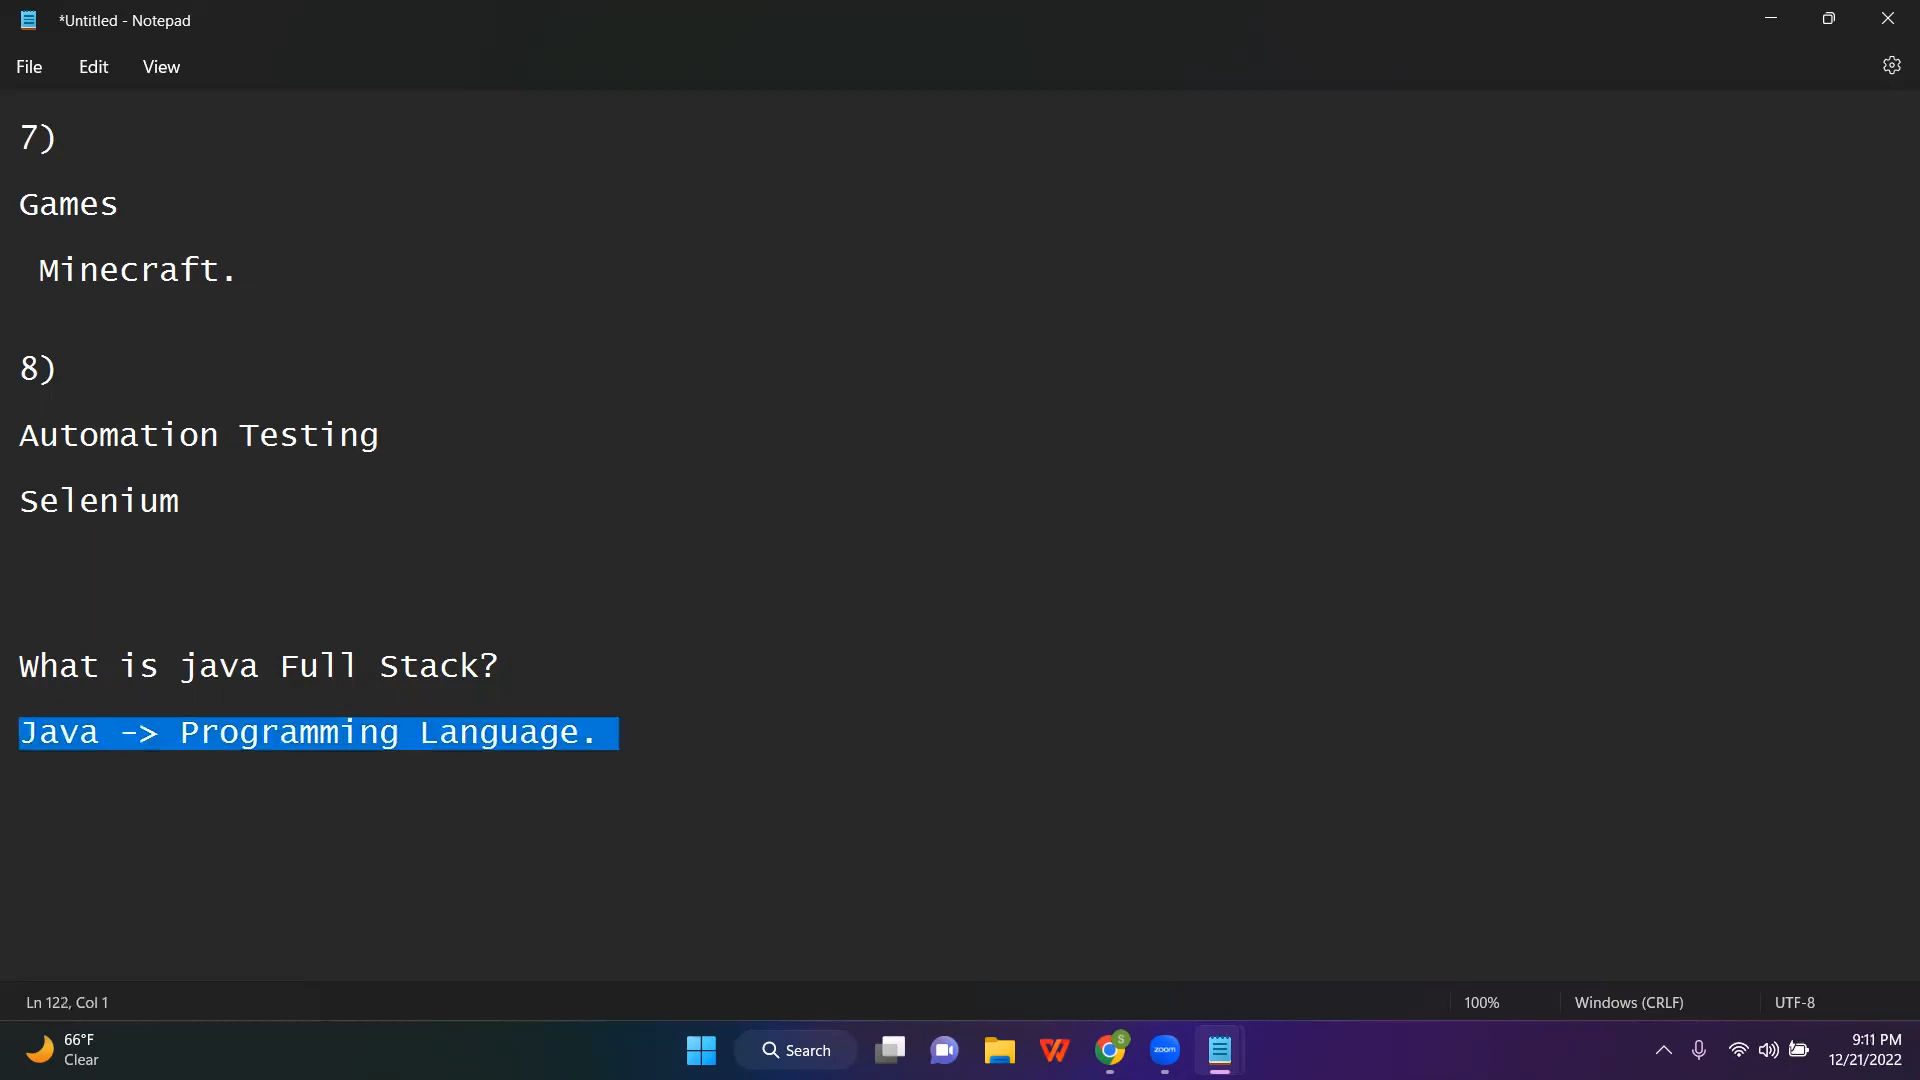 *Untitled - Notepad
File Edit View
7)
Games
Minecraft.
8)
Automation Testing
Selenium
What is java Full Stack?
Java -> Programming Language.
Ln 122, Col 1 100% Windows (CRLF) UTF-8
66°F
Clear
Search
S
zoom
9:11 PM
12/21/2022